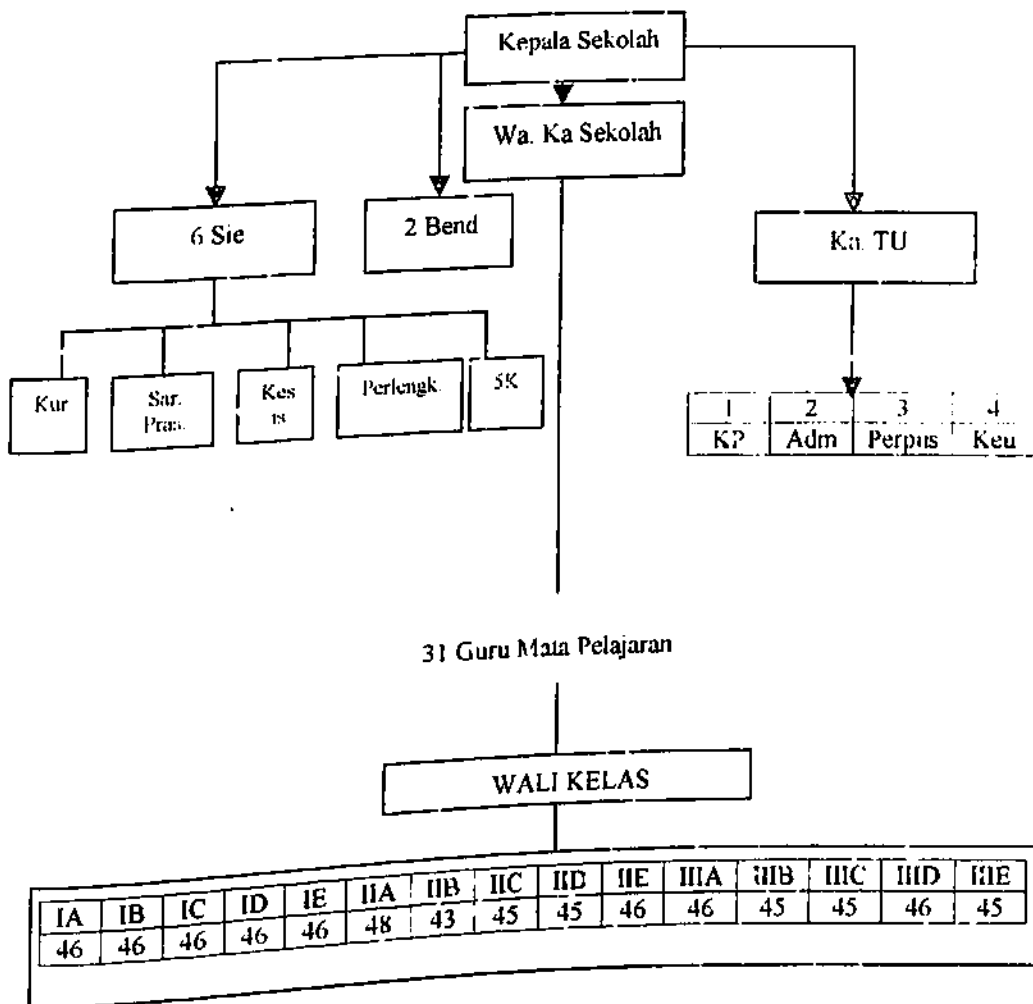 Kepala Sekolah
Wa. Ka Sekolah
6 Sie
2 Bend
Ka. TU
Kur
Sar.
Pras.
Kes
is
Perlengk.
5K
1 2 3 4
K? Adm Perpus Keu
31 Guru Mata Pelajaran
WALI KELAS
IA IB IC ID IE IIA IIB IIC IID IIE IIIA IIIB IIIC IIID IIIE
46 46 46 46 46 48 43 45 45 46 46 45 45 46 45